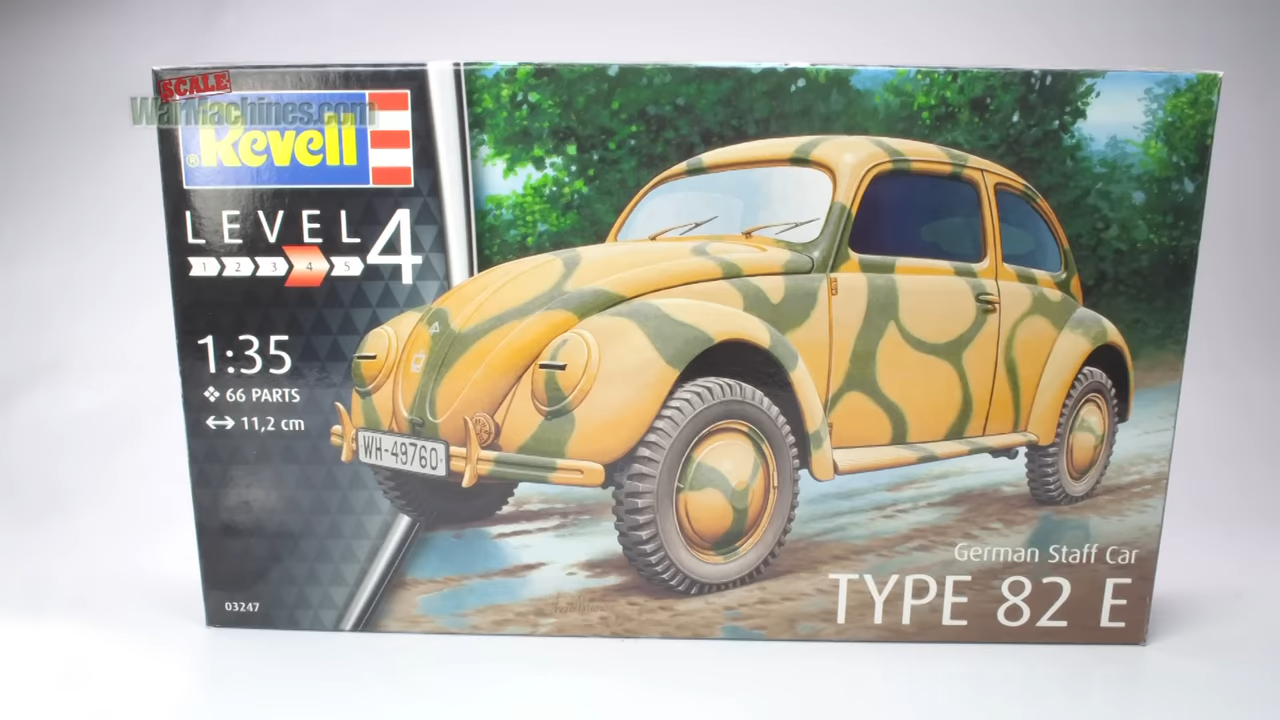 SCALE
WarMachines.com
Revell
®
LEVEL 4
1 2 3 4 5
1:35
66 PARTS
11,2 cm
WH-49760
German Staff Car
TYPE 82 E
03247